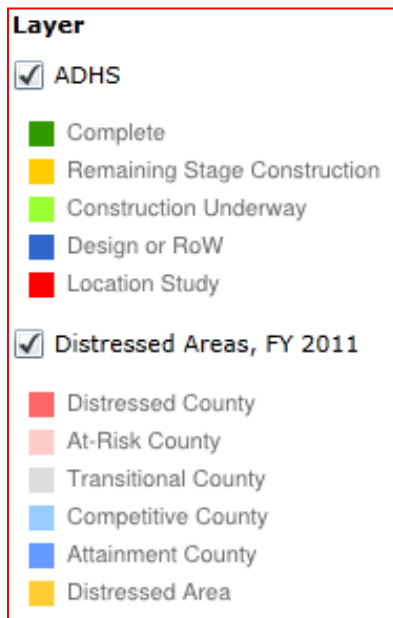 Layer
ADHS
Complete
Remaining Stage Construction
Construction Underway
Design or RoW
Location Study
Distressed Areas, FY 2011
Distressed County
At-Risk County
Transitional County
Competitive County
Attainment County
Distressed Area